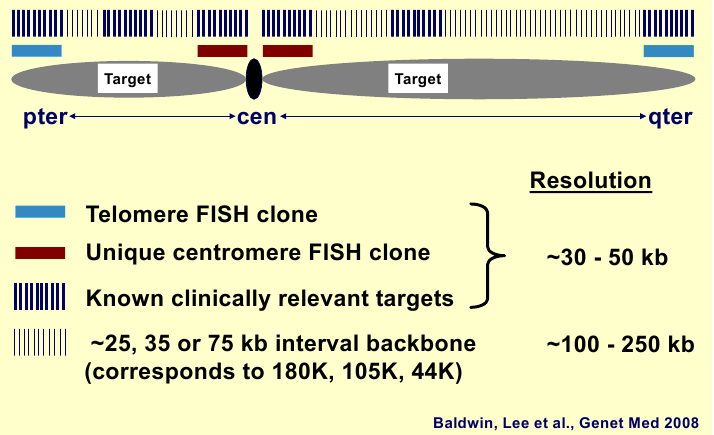 Target
Target
pter
cen
qter
Resolution
Telomere FISH clone
Unique centromere FISH clone
~30 - 50 kb
Known clinically relevant targets
~25, 35 or 75 kb interval backbone
~100 - 250 kb
(corresponds to 180K, 105K, 44K)
Baldwin, Lee et al., Genet Med 2008